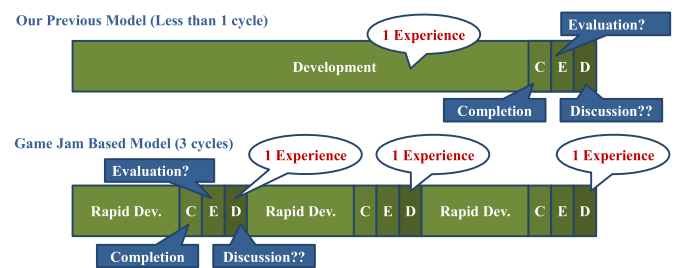 Our Previous Model (Less than 1 cycle)
1 Experience
Evaluation?
Development C E D
Completion
Discussion??
Game Jam Based Model (3 cycles)
Evaluation?
1 Experience
1 Experience
1 Experience
Rapid Dev. C E D Rapid Dev. C E D Rapid Dev. C E D
Completion
Discussion??